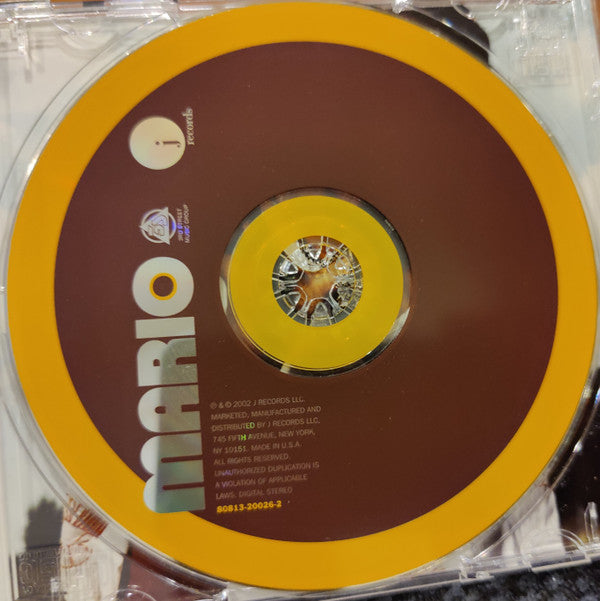 MARIO
3RD STREET
MUSIC GROUP
j
records
℗ & © 2002 J RECORDS LLC.
MARKETED, MANUFACTURED AND
DISTRIBUTED BY J RECORDS LLC,
745 FIFTH AVENUE, NEW YORK,
NY 10151. MADE IN U.S.A.
ALL RIGHTS RESERVED.
UNAUTHORIZED DUPLICATION IS
A VIOLATION OF APPLICABLE
LAWS. DIGITAL STEREO
80813-20026-2